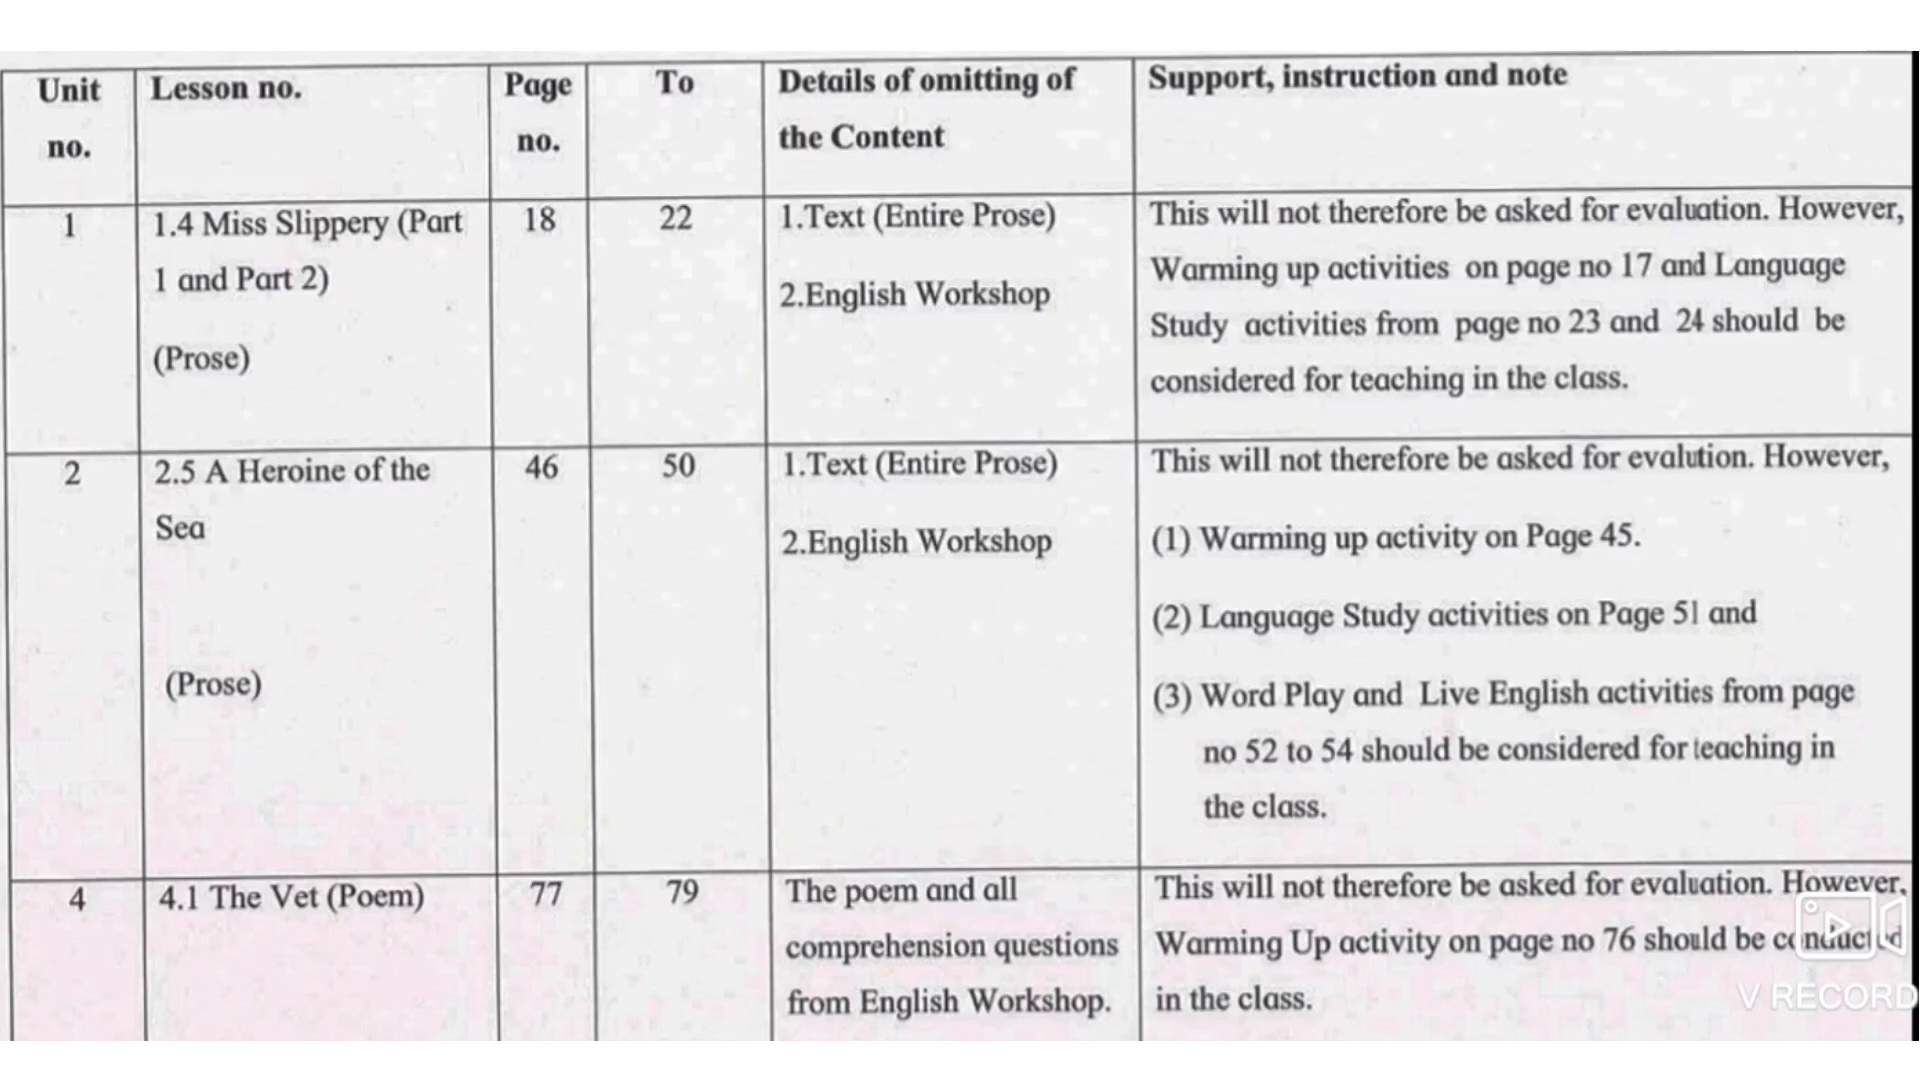 Unit no.
Lesson no.
Page no.
To
Details of omitting of
the Content
Support, instruction and note
1
1.4 Miss Slippery (Part
1 and Part 2)
(Prose)
18
22
1.Text (Entire Prose)
2.English Workshop
This will not therefore be asked for evaluation. However,
Warming up activities on page no 17 and Language
Study activities from page no 23 and 24 should be
considered for teaching in the class.
2
2.5 A Heroine of the
Sea
(Prose)
46
50
1.Text (Entire Prose)
2.English Workshop
This will not therefore be asked for evalution. However,
(1) Warming up activity on Page 45.
(2) Language Study activities on Page 51 and
(3) Word Play and Live English activities from page
no 52 to 54 should be considered for teaching in
the class.
4
4.1 The Vet (Poem)
77
79
The poem and all
comprehension questions
from English Workshop.
This will not therefore be asked for evaluation. However,
Warming Up activity on page no 76 should be conducted
in the class.
V RECORD